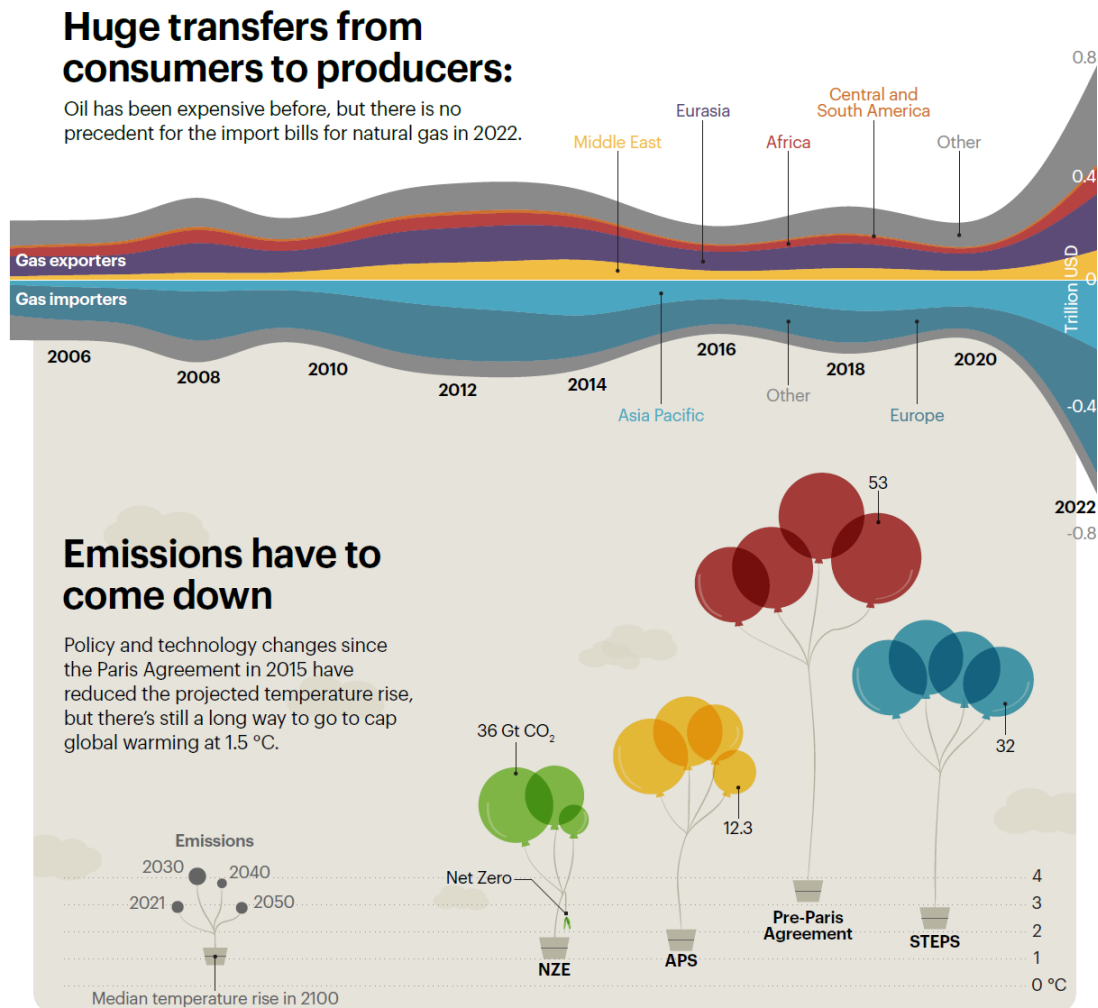 Huge transfers from
consumers to producers:
Oil has been expensive before, but there is no
precedent for the import bills for natural gas in 2022.
0.8
Central and
South America
Eurasia
Middle East
Africa
Other
0.4
Gas exporters
0
Trillion USD
Gas importers
2006
2008
2010
2012
2014
2016
2018
2020
Other
Asia Pacific
Europe
-0.4
2022
-0.8
Emissions have to
come down
Policy and technology changes since
the Paris Agreement in 2015 have
reduced the projected temperature rise,
but there’s still a long way to go to cap
global warming at 1.5 °C.
53
36 Gt CO₂
32
12.3
Emissions
2030
2040
2021
2050
Net Zero
4
3
2
1
0 °C
Pre-Paris
Agreement
STEPS
APS
NZE
Median temperature rise in 2100